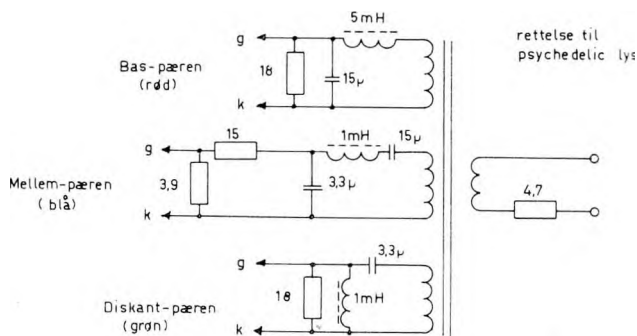 5mH
rettelse til
psychedelic lys
g
Bas-pæren
(rød)
18
15µ
k
15
1mH
15µ
g
Mellem-pæren
(blå)
3,9
3,3µ
4,7
k
3,3µ
g
18
1mH
Diskant-pæren
(grøn)
k